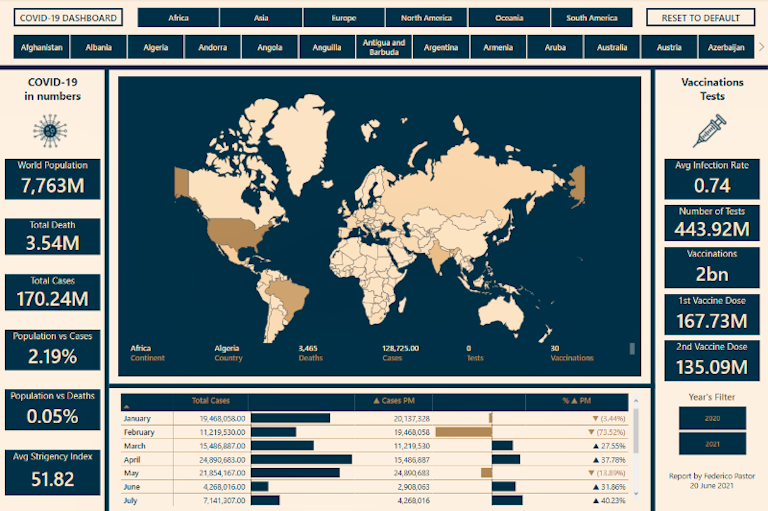 COVID-19 DASHBOARD
Africa Asia Europe North America Oceania South America
RESET TO DEFAULT
Afghanistan Albania Algeria Andorra Angola Anguilla Antigua and Barbuda Argentina Armenia Aruba Australia Austria Azerbaijan
COVID-19
in numbers
World Population
7,763M
Total Death
3.54M
Total Cases
170.24M
Population vs Cases
2.19%
Population vs Deaths
0.05%
Avg Strigency Index
51.82
Africa Algeria 3,465 128,725.00 0 30
Continent Country Deaths Cases Tests Vaccinations
Total Cases ▲ Cases PM % ▲ PM
January 19,468,058.00 20,137,328 ▼ (3.44%)
February 11,219,530.00 19,468,058 ▼ (73.52%)
March 15,486,887.00 11,219,530 ▲ 27.55%
April 24,890,683.00 15,486,887 ▲ 37.78%
May 21,854,167.00 24,890,683 ▼ (13.89%)
June 4,268,016.00 2,908,063 ▲ 31.86%
July 7,141,307.00 4,268,016 ▲ 40.23%
Vaccinations
Tests
Avg Infection Rate
0.74
Number of Tests
443.92M
Vaccinations
2bn
1st Vaccine Dose
167.73M
2nd Vaccine Dose
135.09M
Year's Filter
2020
2021
Report by Federico Pastor
20 June 2021